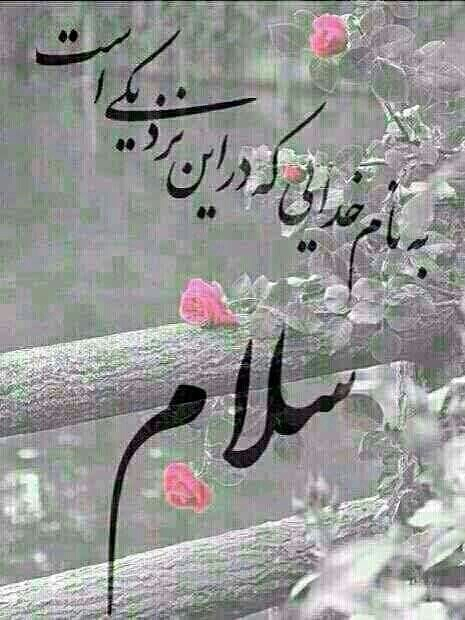 به نام خدایی که در این نزدیکی است
سلام